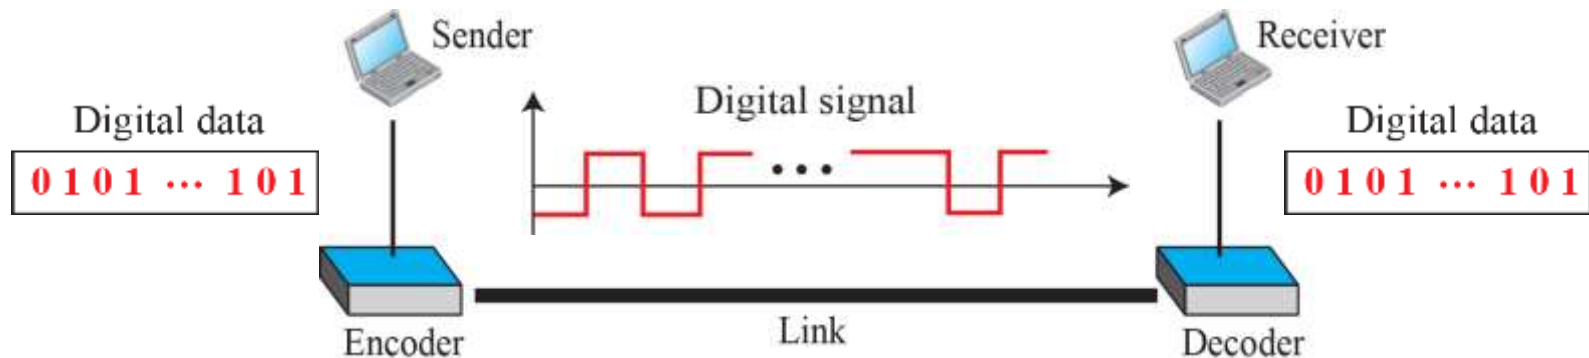 Sender
Receiver
Digital signal
Digital data
Digital data
0 1 0 1 ... 1 0 1
0 1 0 1 ... 1 0 1
Encoder
Link
Decoder